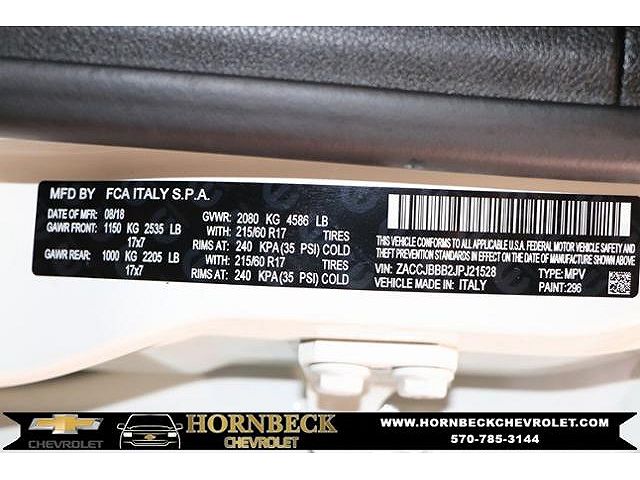 MFD BY FCA ITALY S.P.A.
DATE OF MFR: 08/18 GVWR: 2080 KG 4586 LB
GAWR FRONT: 1150 KG 2535 LB WITH: 215/60 R17 TIRES
17x7 RIMS AT: 240 KPA (35 PSI) COLD
GAWR REAR: 1000 KG 2205 LB WITH: 215/60 R17 TIRES
17x7 RIMS AT: 240 KPA (35 PSI) COLD
THIS VEHICLE CONFORMS TO ALL APPLICABLE U.S.A. FEDERAL MOTOR VEHICLE SAFETY AND
THEFT PREVENTION STANDARDS IN EFFECT ON THE DATE OF MANUFACTURE SHOWN ABOVE
VIN: ZACCJBBB2JPJ21528 TYPE: MPV
VEHICLE MADE IN: ITALY PAINT: 296
CHEVROLET
HORNBECK
CHEVROLET
WWW.HORNBECKCHEVROLET.COM
570-785-3144